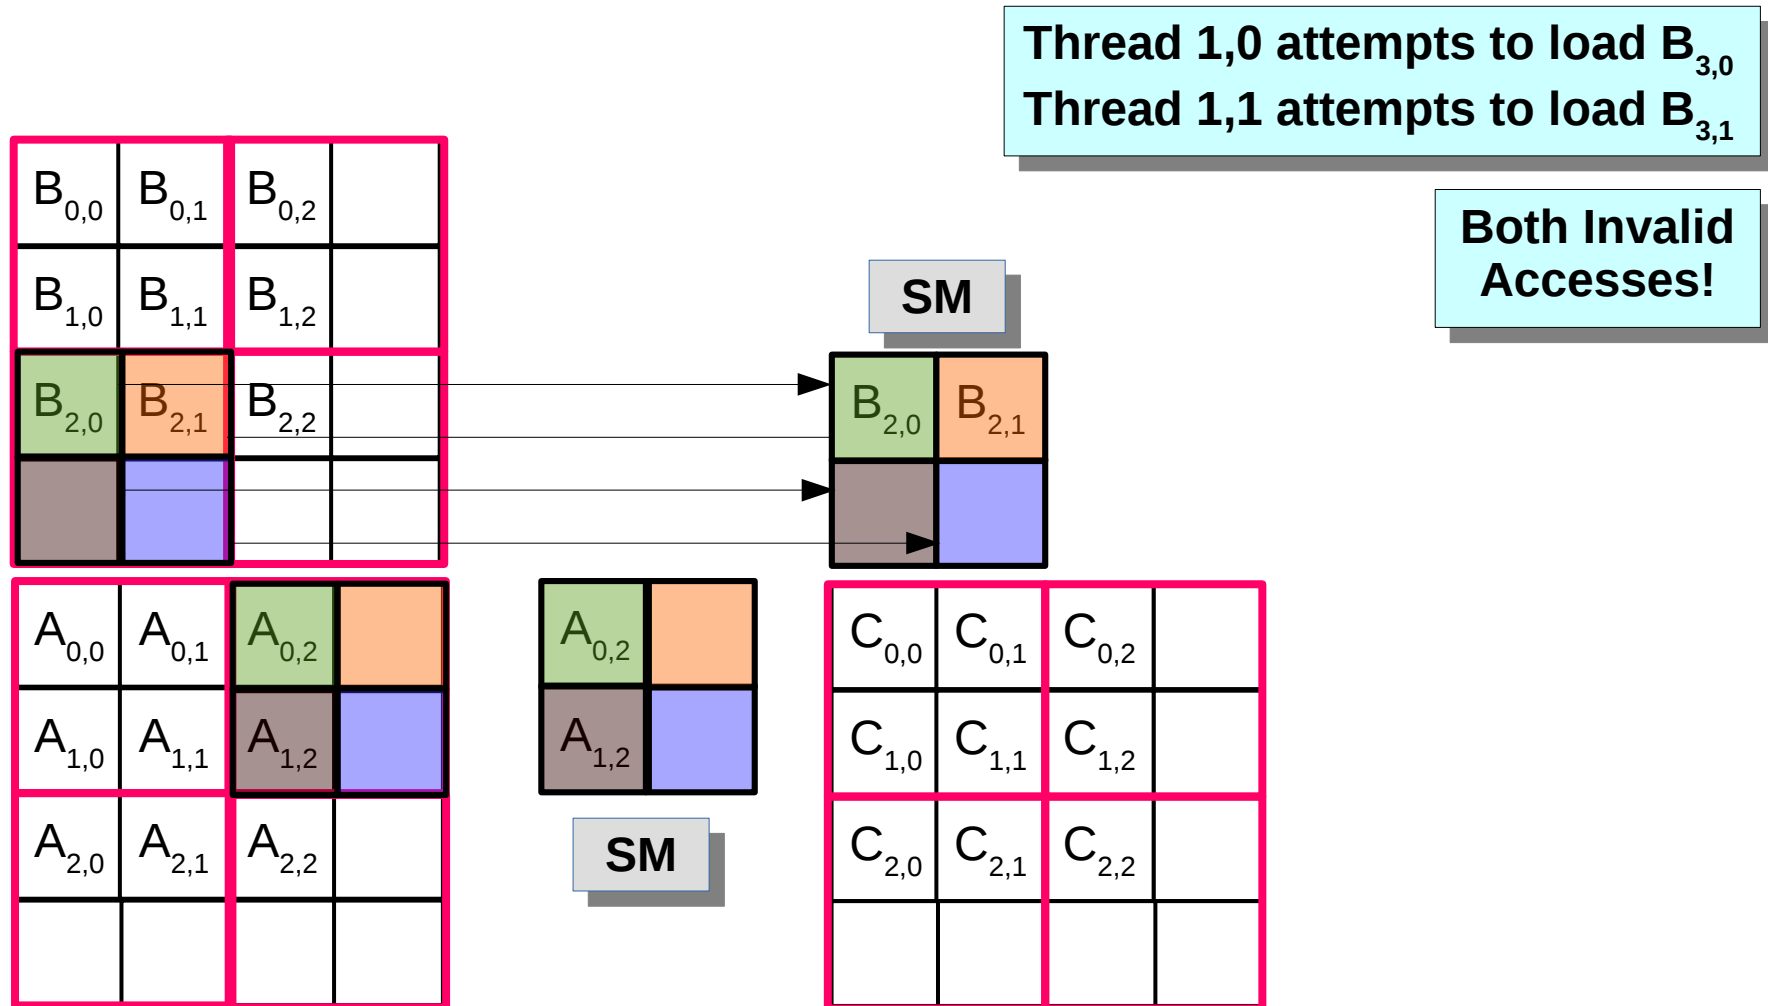 Thread 1,0 attempts to load B3,0
Thread 1,1 attempts to load B3,1
Both Invalid
Accesses!
B0,0 B0,1 B0,2
B1,0 B1,1 B1,2
SM
B2,0 B2,1 B2,2
B2,0 B2,1
A0,0 A0,1 A0,2
A1,0 A1,1 A1,2
A2,0 A2,1 A2,2
A0,2
A1,2
SM
C0,0 C0,1 C0,2
C1,0 C1,1 C1,2
C2,0 C2,1 C2,2